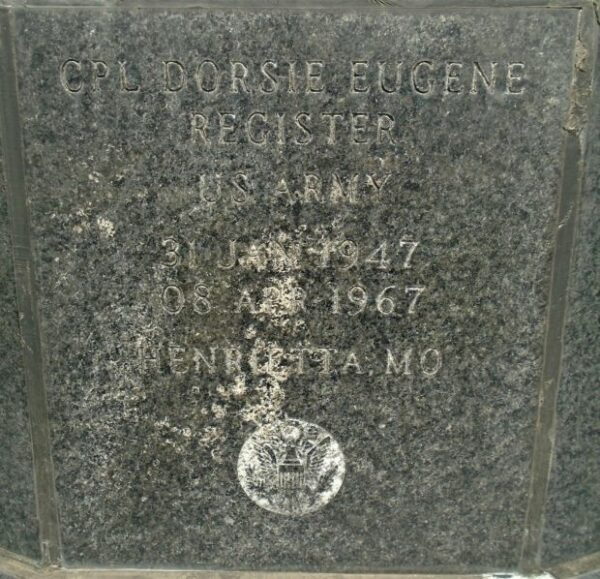 CPL DORSIE EUGENE
REGISTER
US ARMY
31 JAN 1947
08 APR 1967
HENRIETTA, MO